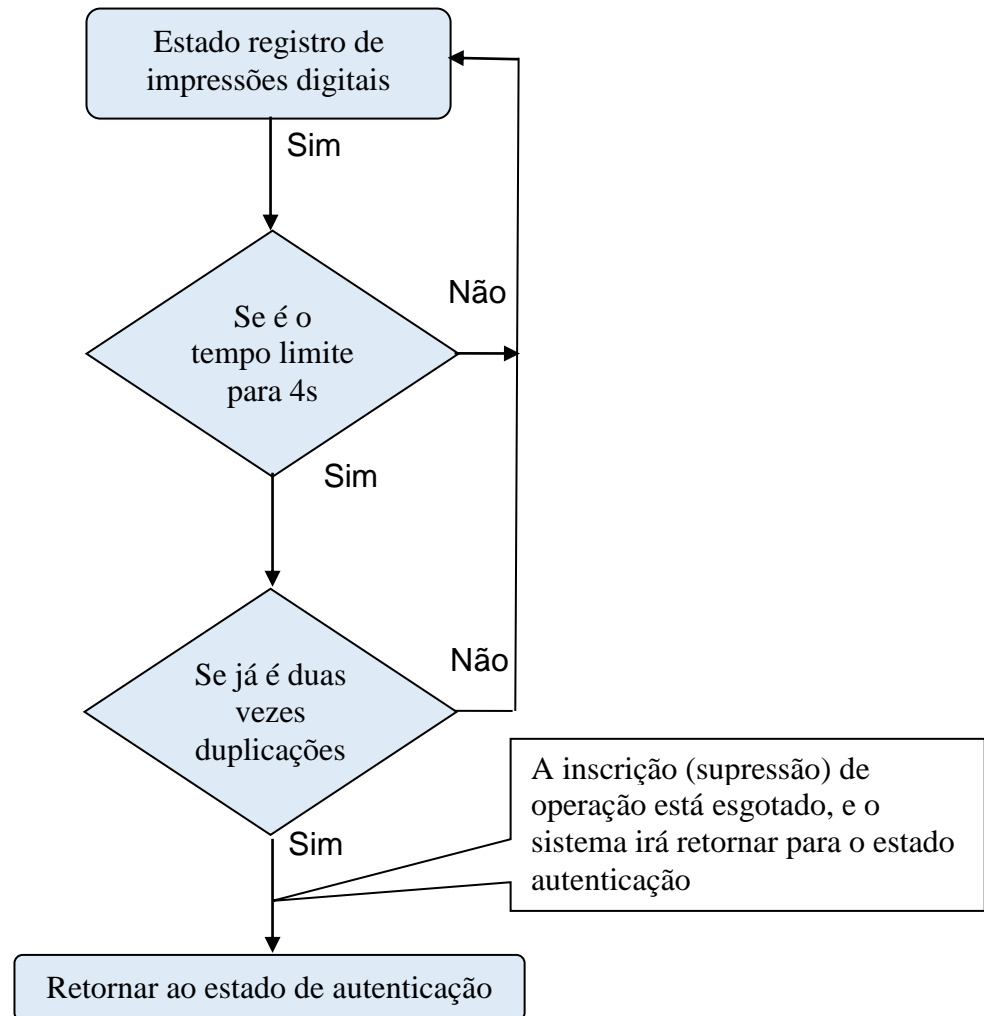 Estado registro de
impressões digitais
Sim
Não
Se é o
tempo limite
para 4s
Sim
Não
Se já é duas
vezes
duplicações
A inscrição (supressão) de
operação está esgotado, e o
sistema irá retornar para o estado
autenticação
Sim
Retornar ao estado de autenticação